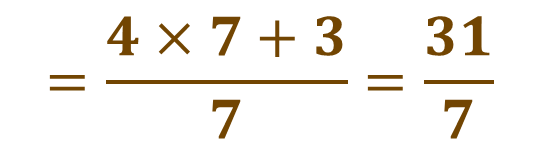 = (4 × 7 + 3)/7 = 31/7